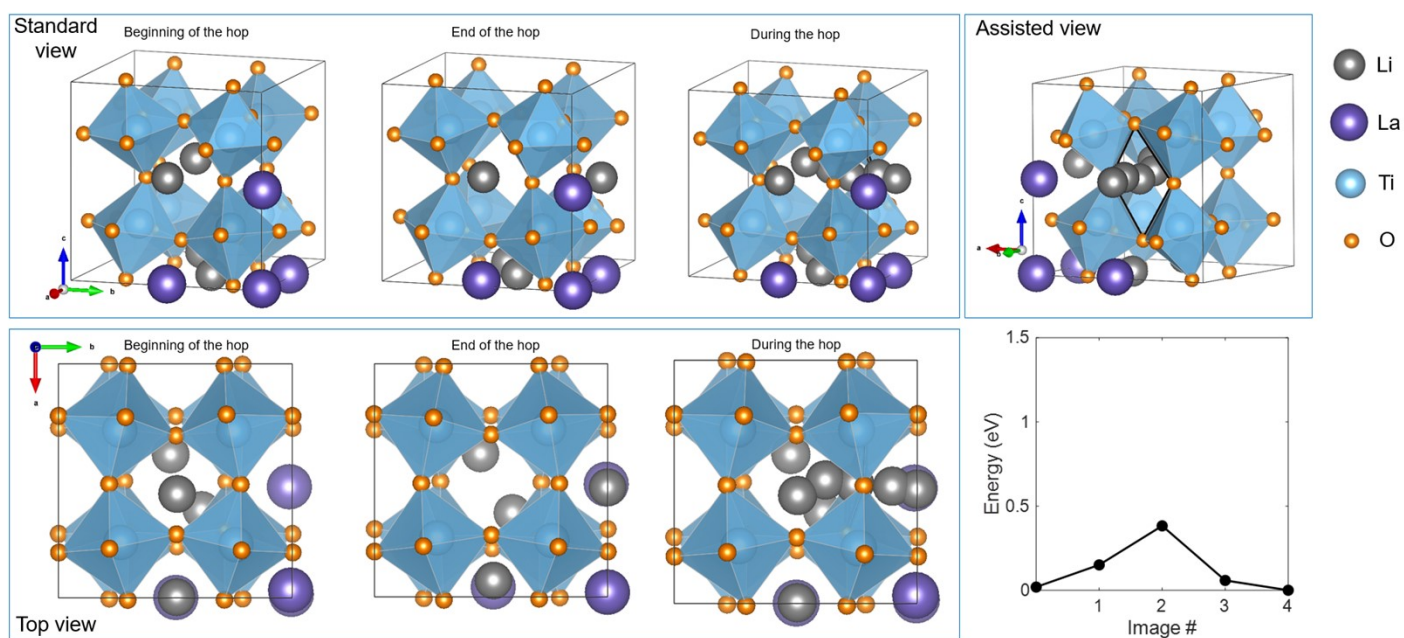 Standard
view
Beginning of the hop
End of the hop
During the hop
c
a
b
Assisted view
c
a
b
Li
La
Ti
O
b
a
Beginning of the hop
End of the hop
During the hop
Top view
1.5
1
0.5
0
Energy (eV)
1
2
3
4
Image #